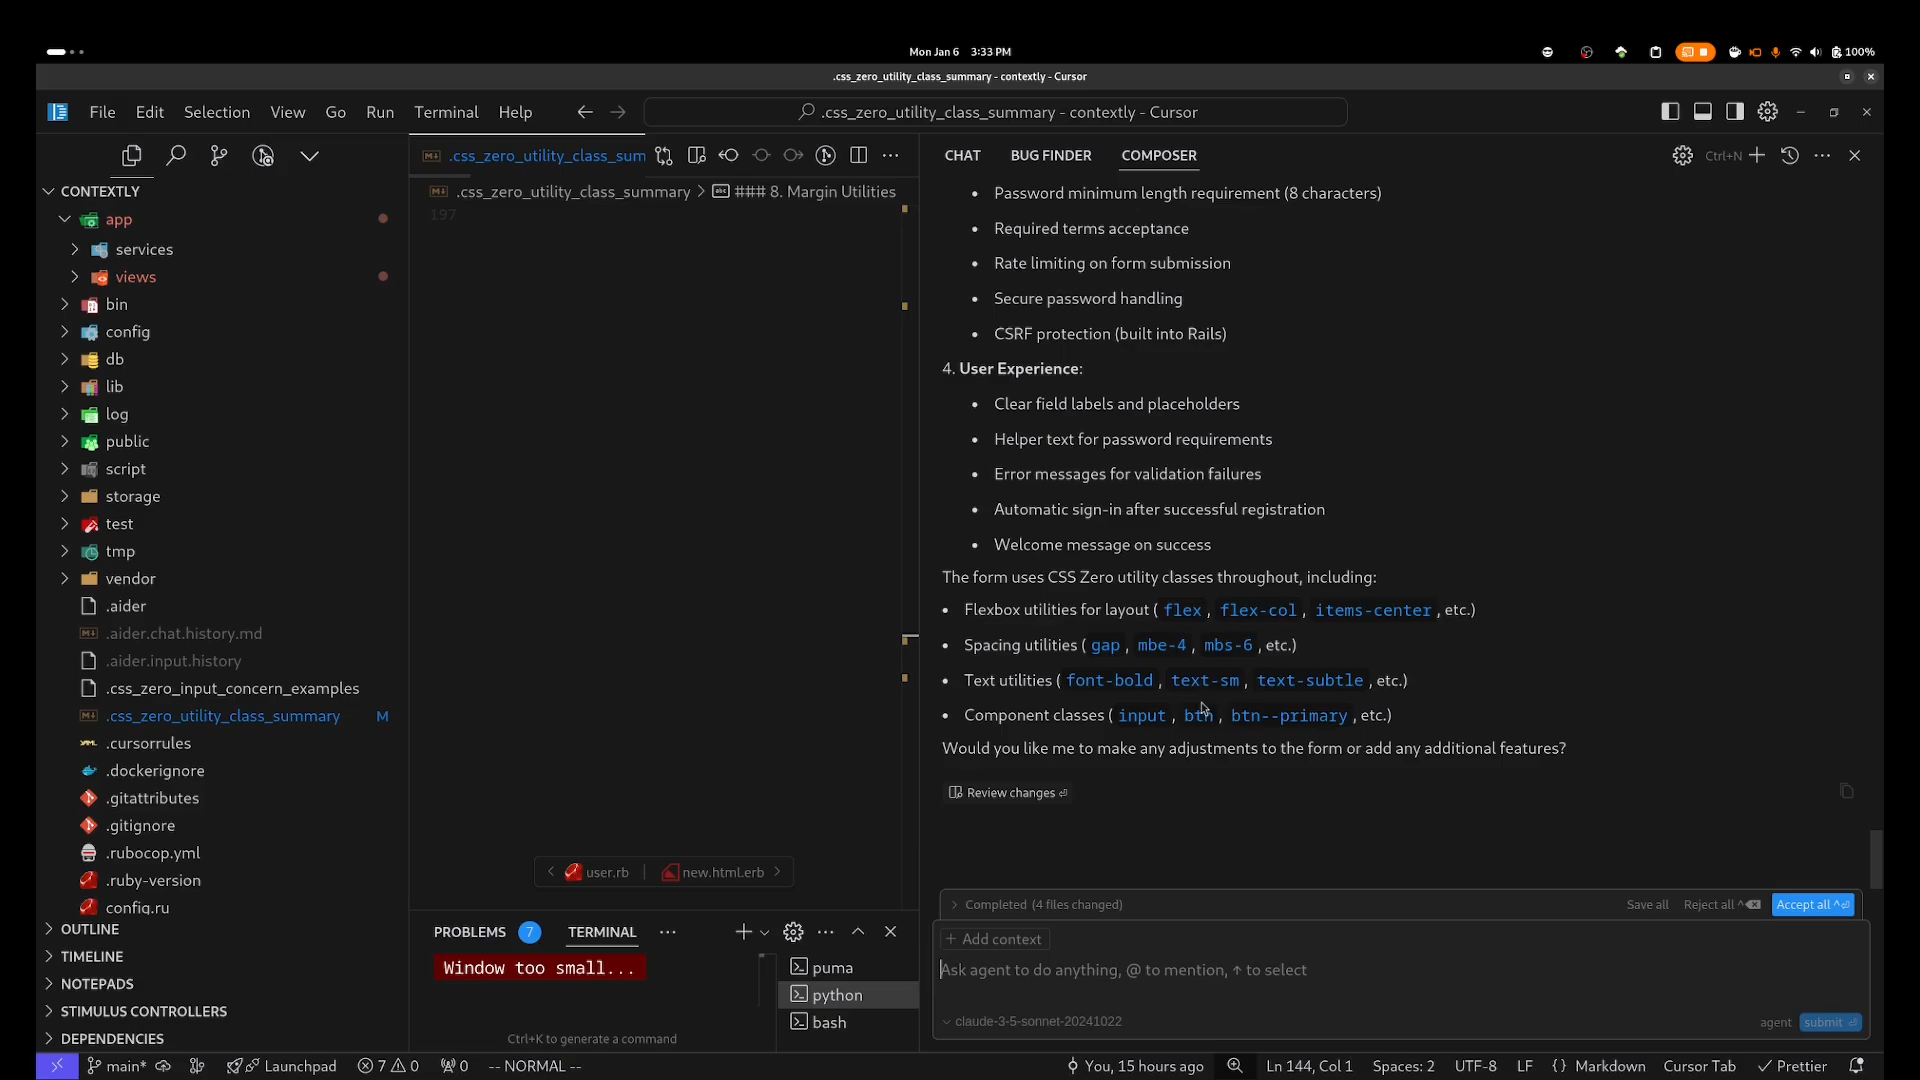 Mon Jan 6 3:33 PM
100%
.css_zero_utility_class_summary - contextly - Cursor
File Edit Selection View Go Run Terminal Help
.css_zero_utility_class_summary - contextly - Cursor
.css_zero_utility_class_sum
CHAT BUG FINDER COMPOSER
Ctrl+N
CONTEXTLY
app
services
views
bin
config
db
lib
log
public
script
storage
test
tmp
vendor
.aider
.aider.chat.history.md
.aider.input.history
.css_zero_input_concern_examples
.css_zero_utility_class_summary M
.cursorrules
.dockerignore
.gitattributes
.gitignore
.rubocop.yml
.ruby-version
config.ru
OUTLINE
TIMELINE
NOTEPADS
STIMULUS CONTROLLERS
DEPENDENCIES
.css_zero_utility_class_summary > ### 8. Margin Utilities
197
user.rb | new.html.erb
PROBLEMS 7 TERMINAL
Window too small...
Ctrl+K to generate a command
puma
python
bash
• Password minimum length requirement (8 characters)
• Required terms acceptance
• Rate limiting on form submission
• Secure password handling
• CSRF protection (built into Rails)
4. User Experience:
• Clear field labels and placeholders
• Helper text for password requirements
• Error messages for validation failures
• Automatic sign-in after successful registration
• Welcome message on success
The form uses CSS Zero utility classes throughout, including:
• Flexbox utilities for layout ( flex , flex-col , items-center , etc.)
• Spacing utilities ( gap , mbe-4 , mbs-6 , etc.)
• Text utilities ( font-bold , text-sm , text-subtle , etc.)
• Component classes ( input , btn , btn--primary , etc.)
Would you like me to make any adjustments to the form or add any additional features?
Review changes ⏎
Completed (4 files changed) Save all Reject all ^⌫ Accept all ^⏎
+ Add context
Ask agent to do anything, @ to mention, ↑ to select
claude-3-5-sonnet-20241022 agent submit ⏎
main* Launchpad 7 0 0 -- NORMAL -- You, 15 hours ago Ln 144, Col 1 Spaces: 2 UTF-8 LF {} Markdown Cursor Tab Prettier